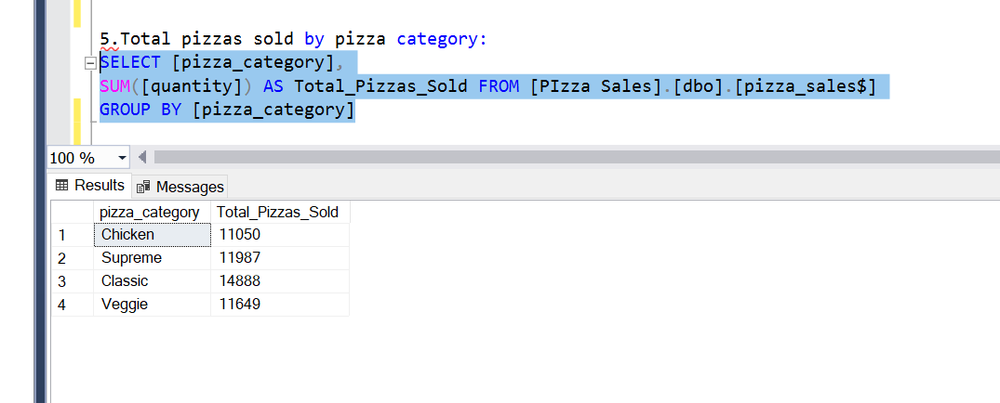 5.Total pizzas sold by pizza category:
SELECT [pizza_category],
SUM([quantity]) AS Total_Pizzas_Sold FROM [PIzza Sales].[dbo].[pizza_sales$]
GROUP BY [pizza_category]
100 %
Results Messages
pizza_category Total_Pizzas_Sold
1 Chicken 11050
2 Supreme 11987
3 Classic 14888
4 Veggie 11649